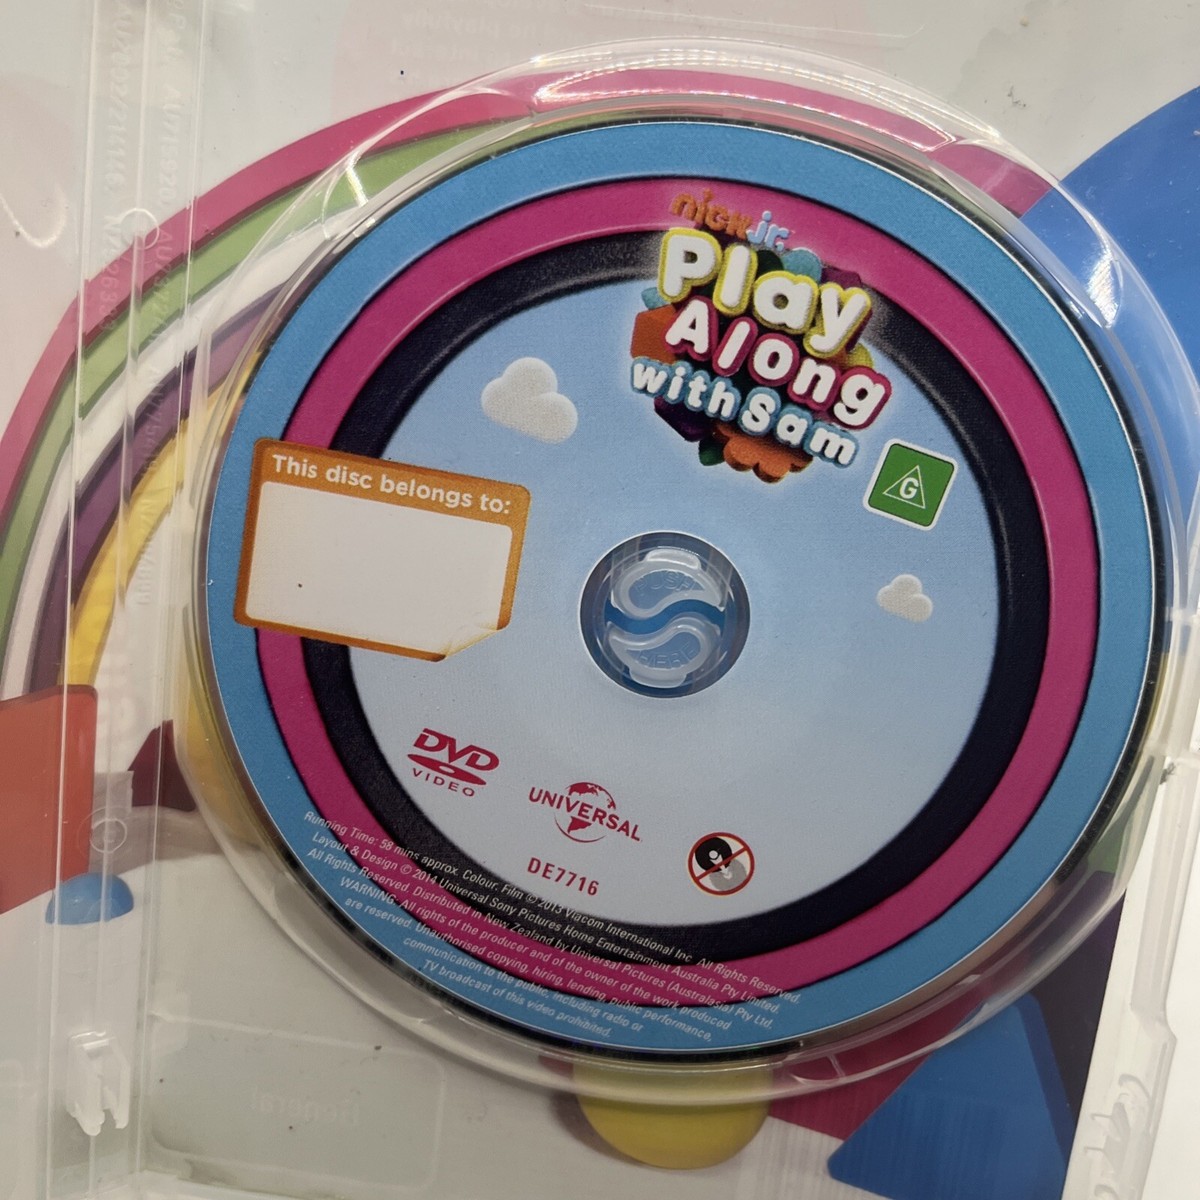 nick jr.
Play
Along
with Sam
G
This disc belongs to:
DVD
VIDEO
UNIVERSAL
DE7716
Running Time: 58 mins approx. Colour. Film © 2013 Viacom International Inc. All Rights Reserved.
Layout & Design © 2014 Universal Sony Pictures Home Entertainment Australia Pty Limited.
All Rights Reserved. Distributed in New Zealand by Universal Pictures (Australasia) Pty Ltd.
WARNING: All rights of the producer and of the owner of the work produced
are reserved. Unauthorised copying, hiring, lending, public performance,
communication to the public, including radio or
TV broadcast of this video prohibited.